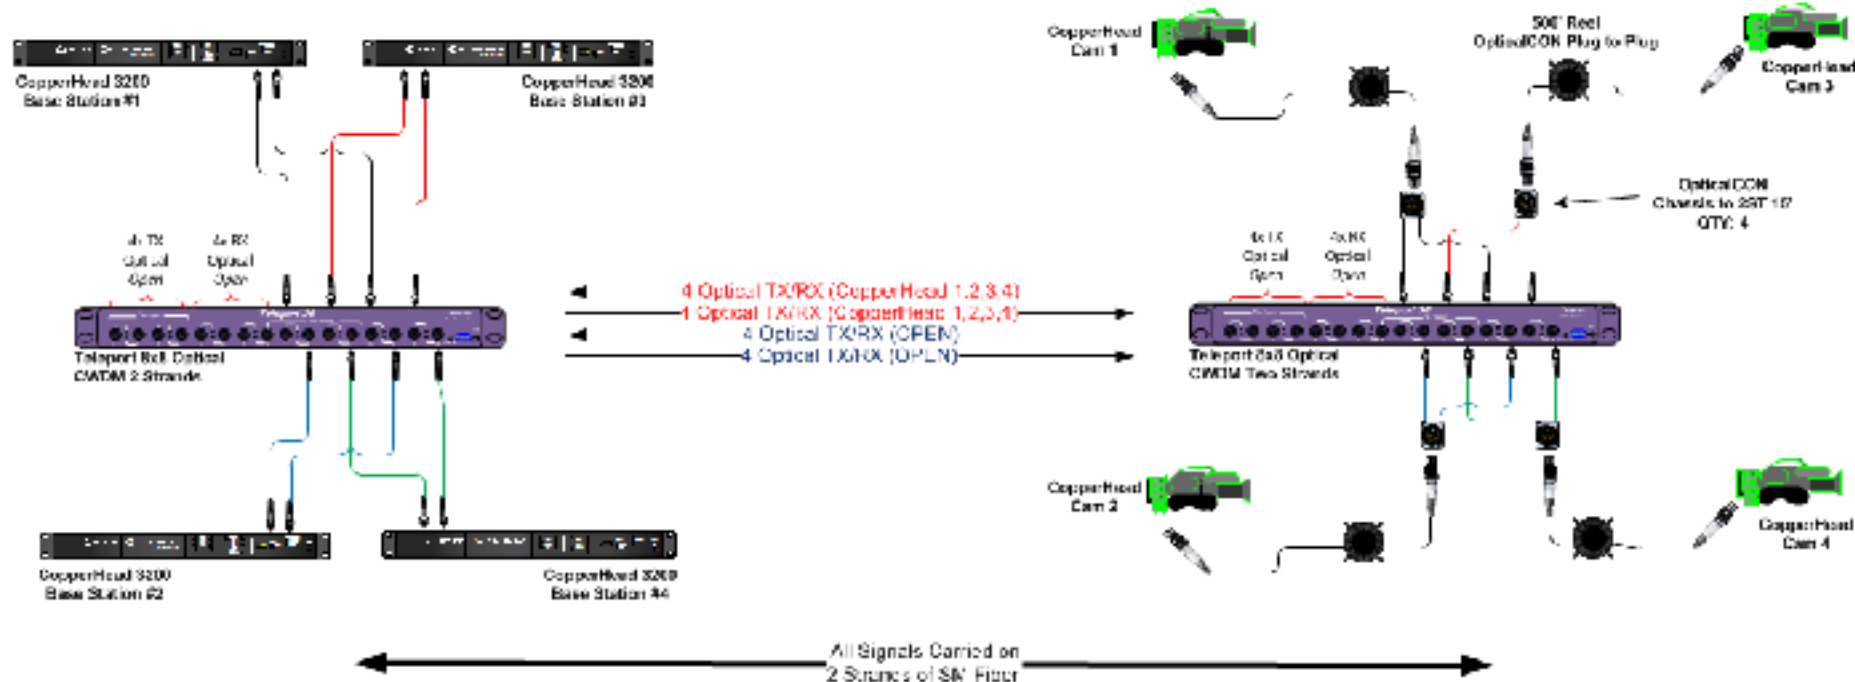 CopperHead 3200
Base Station #1
CopperHead 3200
Base Station #3
CopperHead
Cam 1
500' Reel
OpticalCON Plug to Plug
CopperHead
Cam 3
OpticalCON
Chassis to 2ST 15'
QTY: 4
4x TX
Optical
Open
4x RX
Optical
Open
4x TX
Optical
Open
4x RX
Optical
Open
4 Optical TX/RX (CopperHead 1,2,3,4)
4 Optical TX/RX (CopperHead 1,2,3,4)
4 Optical TX/RX (OPEN)
4 Optical TX/RX (OPEN)
Teleport 8x8 Optical
CWDM 2 Strands
Teleport 8x8 Optical
CWDM Two Strands
CopperHead
Cam 2
CopperHead
Cam 4
CopperHead 3200
Base Station #2
CopperHead 3200
Base Station #4
All Signals Carried on
2 Strands of SM Fiber